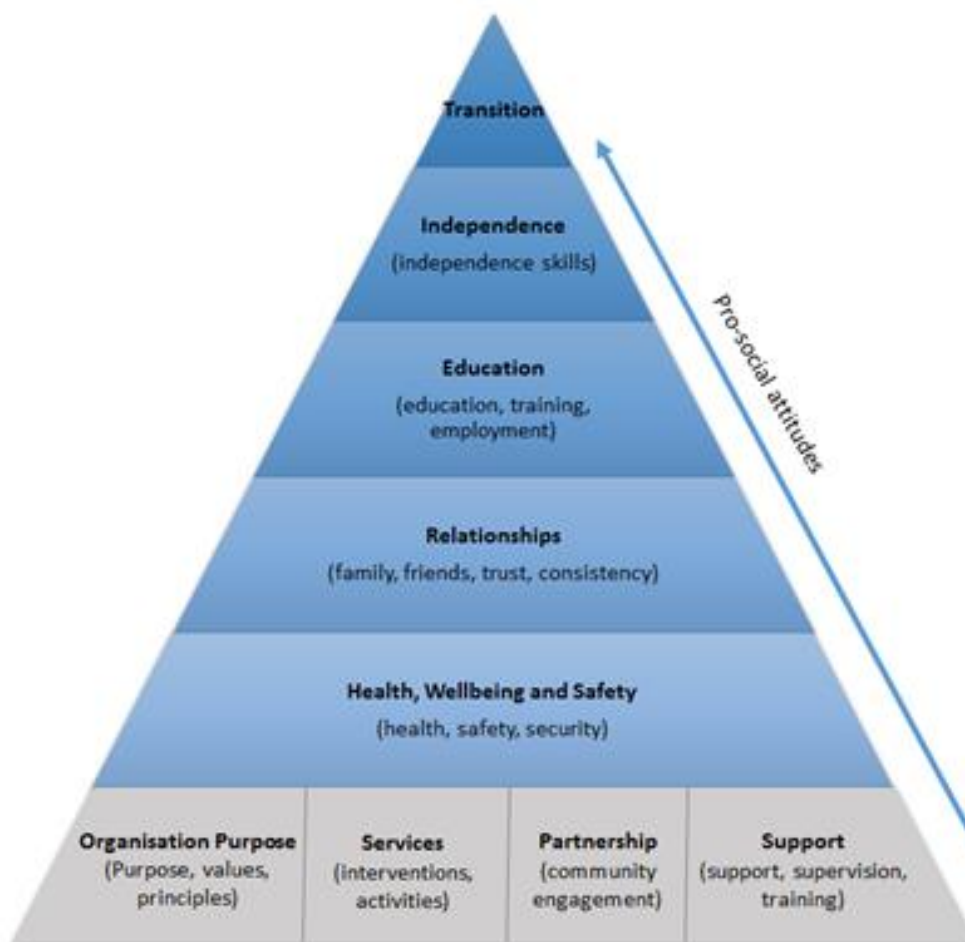 Transition
Independence
(independence skills)
Education
(education, training,
employment)
Relationships
(family, friends, trust, consistency)
Health, Wellbeing and Safety
(health, safety, security)
Organisation Purpose
(Purpose, values,
principles)
Services
(interventions,
activities)
Partnership
(community
engagement)
Support
(support, supervision,
training)
Pro-social attitudes